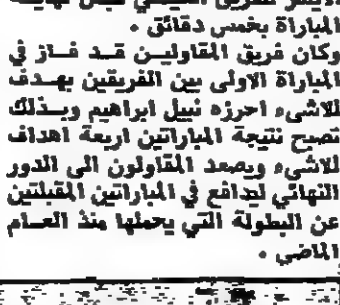 المباراة بخمس دقائق .
وكان فريق المقاولين قد فاز في
المباراة الاولى بين الفريقين بهدف
للاشىء احرزه نبيل ابراهيم وبذلك
تصبح نتيجة المباراتين اربعة اهداف
للاشىء ويصعد المقاولون الى الدور
النهائي ليدافع في المباراتين المقبلتين
عن البطولة التي يحملها منذ العام
الماضي .